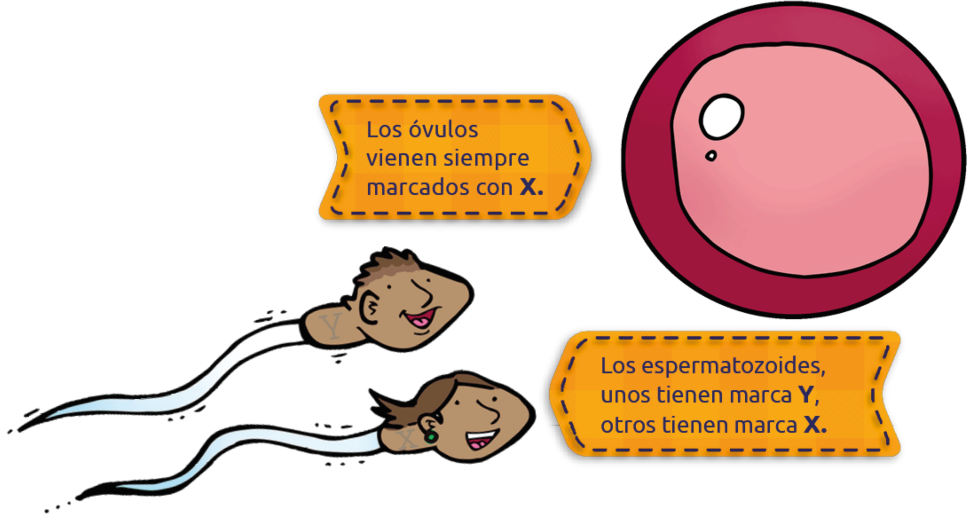 Los óvulos
vienen siempre
marcados con X.
Y
X
Los espermatozoides,
unos tienen marca Y,
otros tienen marca X.